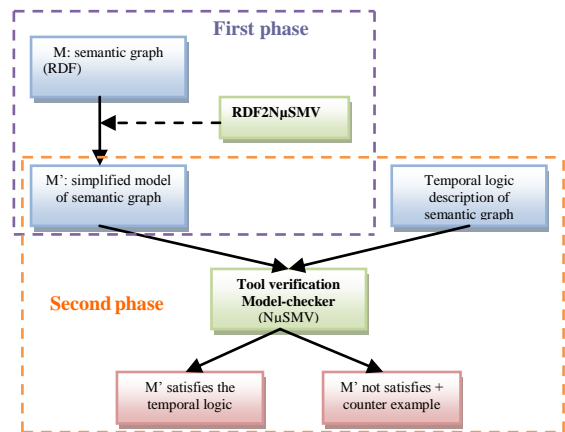 First phase
M: semantic graph
(RDF)
RDF2NµSMV
M’: simplified model
of semantic graph
Temporal logic
description of
semantic graph
Second phase
Tool verification
Model-checker
(NµSMV)
M’ satisfies the
temporal logic
M’ not satisfies +
counter example